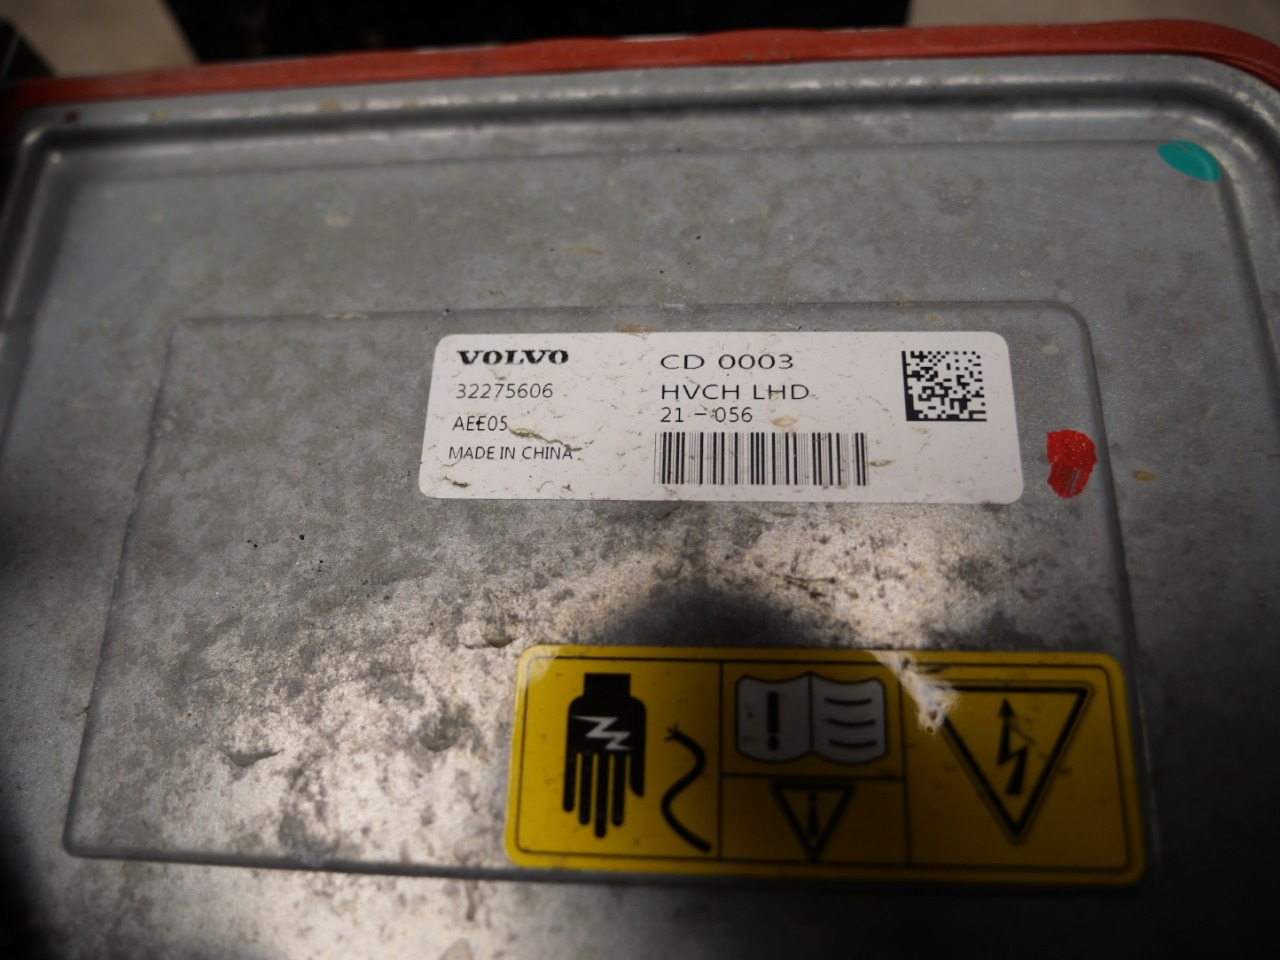 VOLVO
32275606
AEE05
MADE IN CHINA
CD 0003
HVCH LHD
21-056